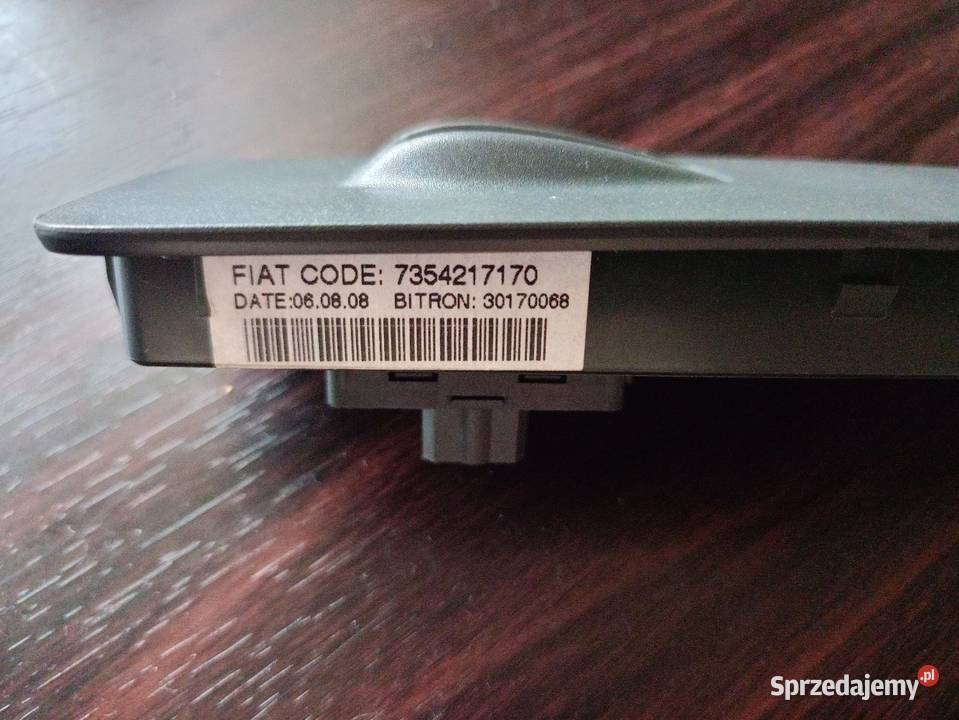 FIAT CODE: 7354217170
DATE:06.08.08 BITRON: 30170068
Sprzedajemy.pl